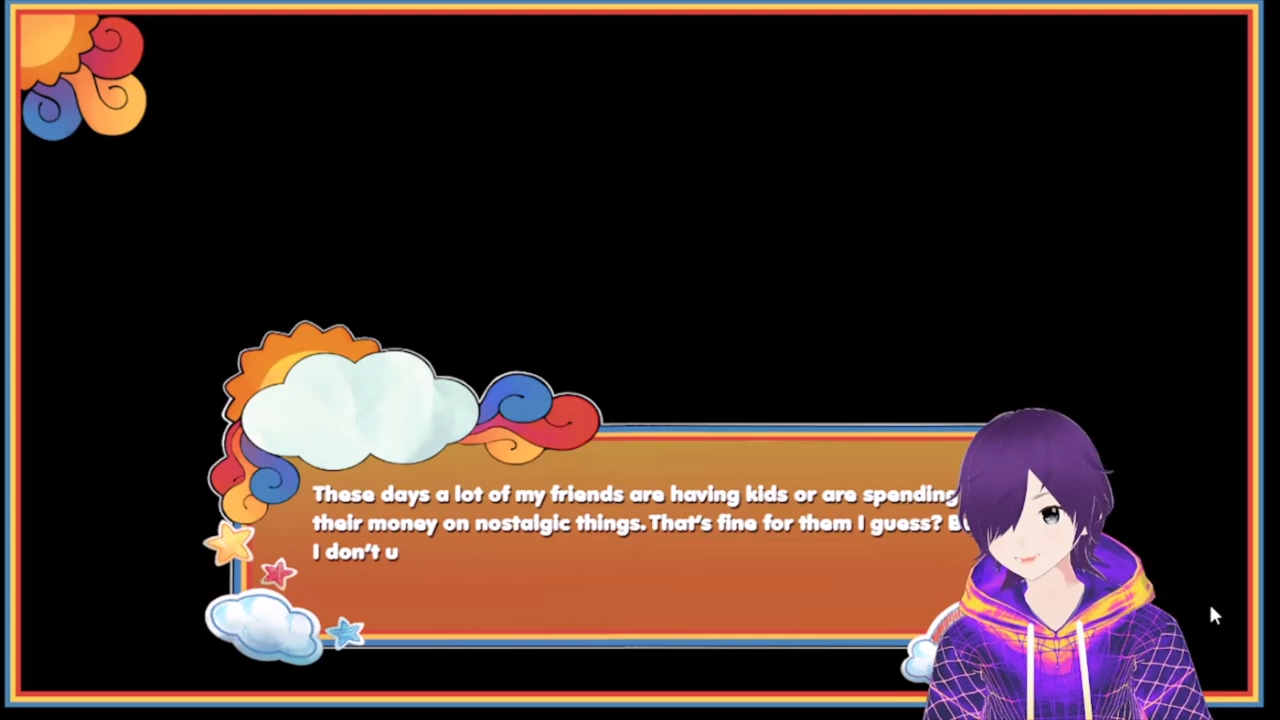 These days a lot of my friends are having kids or are spending
their money on nostalgic things. That's fine for them I guess?
I don't u